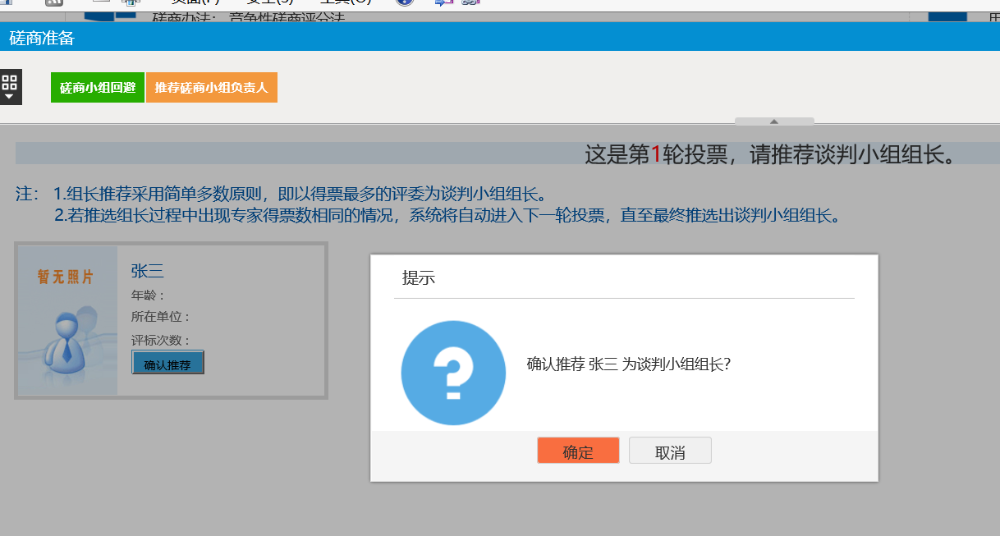 磋商办法： 竞争性磋商评分法
磋商准备
磋商小组回避
推荐磋商小组负责人
这是第1轮投票，请推荐谈判小组组长。
注： 1.组长推荐采用简单多数原则，即以得票最多的评委为谈判小组组长。
2.若推选组长过程中出现专家得票数相同的情况，系统将自动进入下一轮投票，直至最终推选出谈判小组组长。
暂无照片
张三
年龄：
所在单位：
评标次数：
确认推荐
提示
确认推荐 张三 为谈判小组组长?
确定
取消